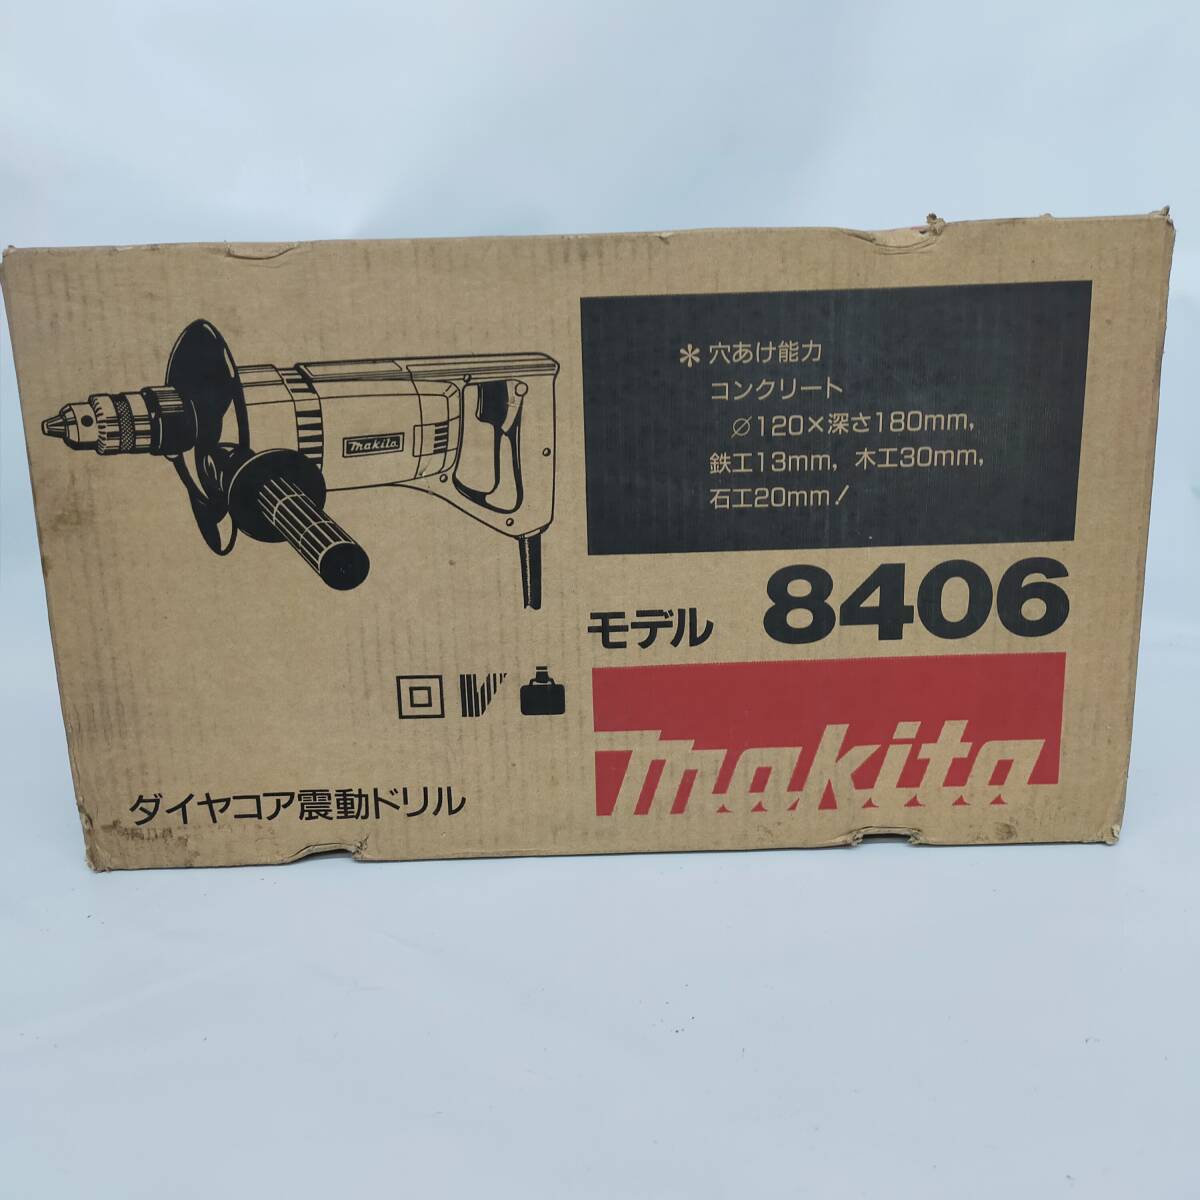 ＊穴あけ能力
コンクリート
∅120×深さ180mm,
鉄工13mm, 木工30mm,
石工20mm!
makita
モデル 8406
makita
ダイヤコア震動ドリル